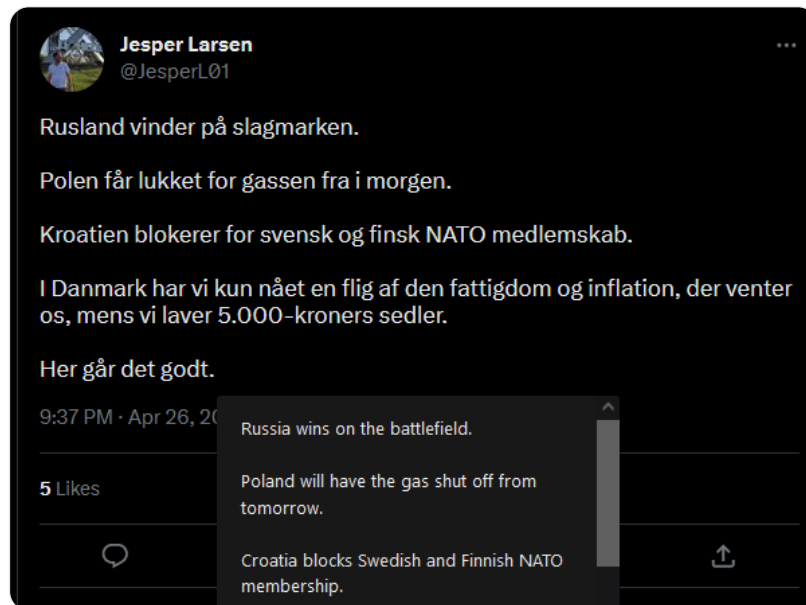 Jesper Larsen
@JesperL01
Rusland vinder på slagmarken.
Polen får lukket for gassen fra i morgen.
Kroatien blokerer for svensk og finsk NATO medlemskab.
I Danmark har vi kun nået en flig af den fattigdom og inflation, der venter
os, mens vi laver 5.000-kroners sedler.
Her går det godt.
9:37 PM · Apr 26, 20
5 Likes
Russia wins on the battlefield.
Poland will have the gas shut off from
tomorrow.
Croatia blocks Swedish and Finnish NATO
membership.